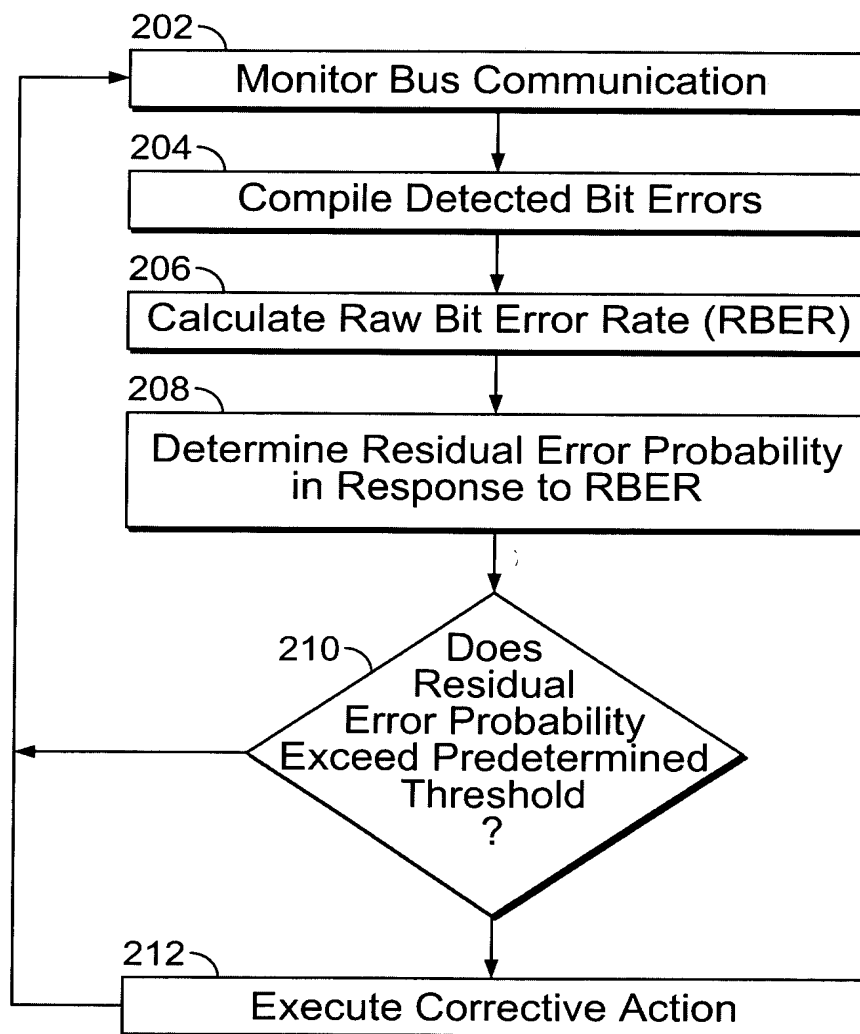 202
Monitor Bus Communication
204
Compile Detected Bit Errors
206
Calculate Raw Bit Error Rate (RBER)
208
Determine Residual Error Probability
in Response to RBER
210
Does
Residual
Error Probability
Exceed Predetermined
Threshold
?
212
Execute Corrective Action